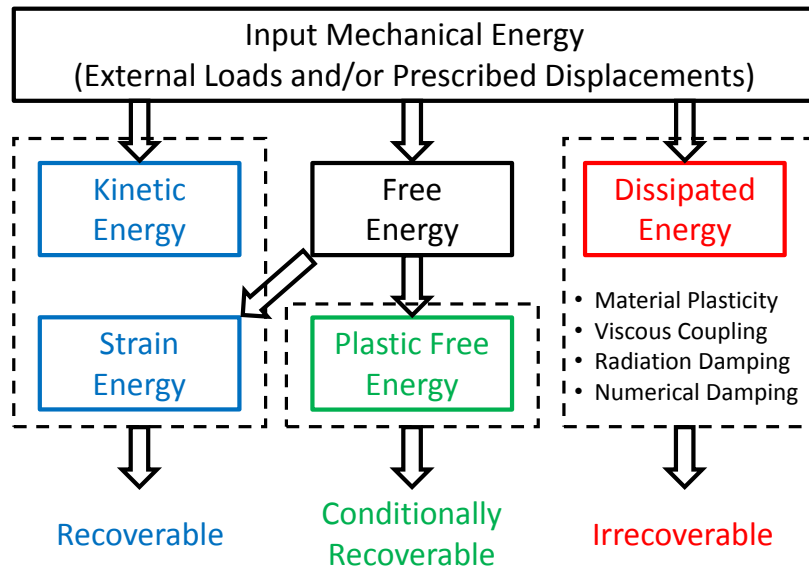 Input Mechanical Energy
(External Loads and/or Prescribed Displacements)
Kinetic
Energy
Free
Energy
Dissipated
Energy
• Material Plasticity
• Viscous Coupling
• Radiation Damping
• Numerical Damping
Strain
Energy
Plastic Free
Energy
Recoverable
Conditionally
Recoverable
Irrecoverable